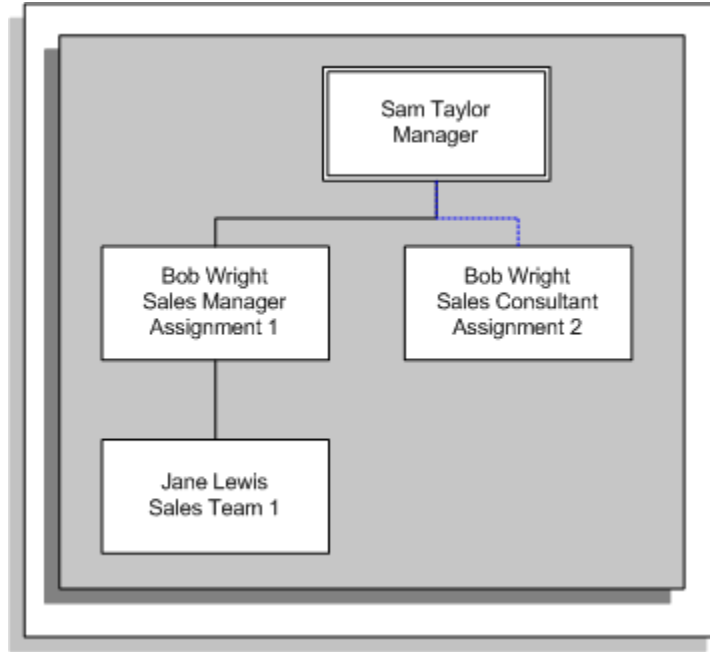 Sam Taylor
Manager
Bob Wright
Sales Manager
Assignment 1
Bob Wright
Sales Consultant
Assignment 2
Jane Lewis
Sales Team 1